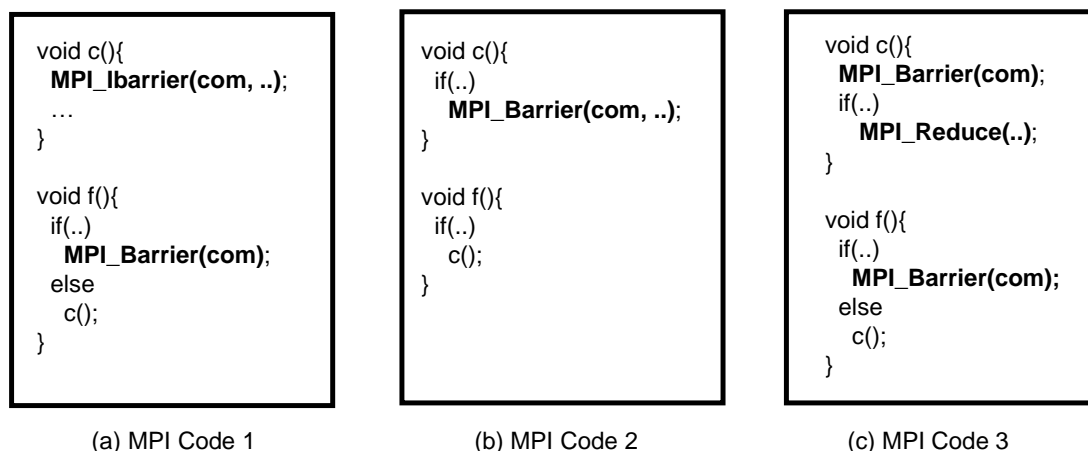 void c(){
MPI_Ibarrier(com, ..);
…
}
void f(){
if(..)
MPI_Barrier(com);
else
c();
}
(a) MPI Code 1
void c(){
if(..)
MPI_Barrier(com, ..);
}
void f(){
if(..)
c();
}
(b) MPI Code 2
void c(){
MPI_Barrier(com);
if(..)
MPI_Reduce(..);
}
void f(){
if(..)
MPI_Barrier(com);
else
c();
}
(c) MPI Code 3